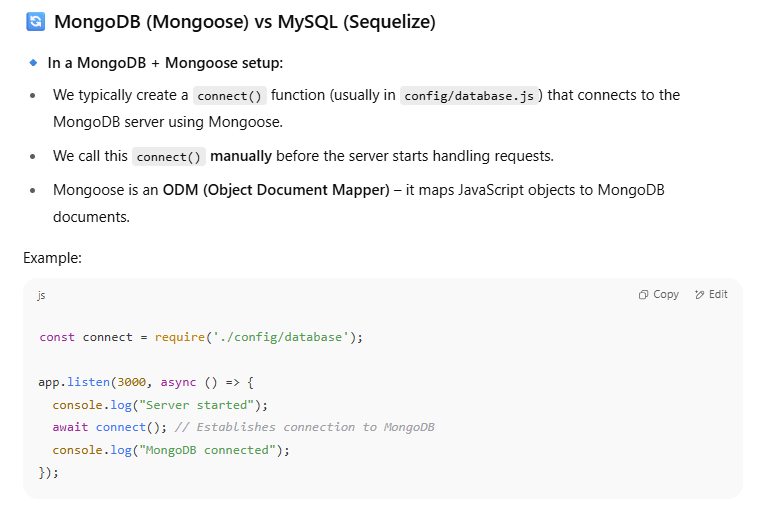 🔄 MongoDB (Mongoose) vs MySQL (Sequelize)
🔹 In a MongoDB + Mongoose setup:
• We typically create a connect() function (usually in config/database.js) that connects to the
MongoDB server using Mongoose.
• We call this connect() manually before the server starts handling requests.
• Mongoose is an ODM (Object Document Mapper) – it maps JavaScript objects to MongoDB
documents.
Example:
js Copy Edit
const connect = require('./config/database');
app.listen(3000, async () => {
  console.log("Server started");
  await connect(); // Establishes connection to MongoDB
  console.log("MongoDB connected");
});